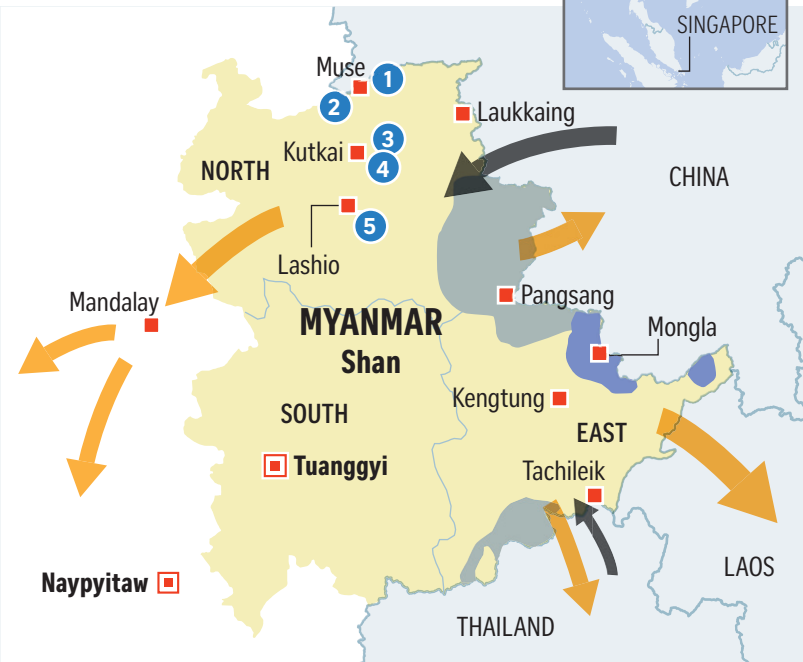 SINGAPORE
Muse
1
2
Laukkaing
3
Kutkai
4
NORTH
CHINA
5
Lashio
Mandalay
Pangsang
MYANMAR
Shan
Mongla
Kengtung
SOUTH
EAST
Tuanggyi
Tachileik
Naypyitaw
LAOS
THAILAND